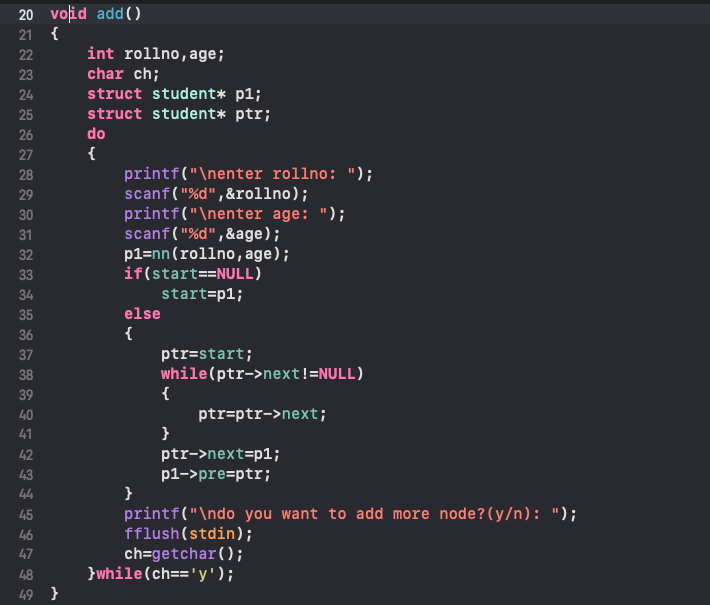 20 void add()
21 {
22     int rollno,age;
23     char ch;
24     struct student* p1;
25     struct student* ptr;
26     do
27     {
28         printf("\nenter rollno: ");
29         scanf("%d",&rollno);
30         printf("\nenter age: ");
31         scanf("%d",&age);
32         p1=nn(rollno,age);
33         if(start==NULL)
34             start=p1;
35         else
36         {
37             ptr=start;
38             while(ptr->next!=NULL)
39             {
40                 ptr=ptr->next;
41             }
42             ptr->next=p1;
43             p1->pre=ptr;
44         }
45         printf("\ndo you want to add more node?(y/n): ");
46         fflush(stdin);
47         ch=getchar();
48     }while(ch=='y');
49 }